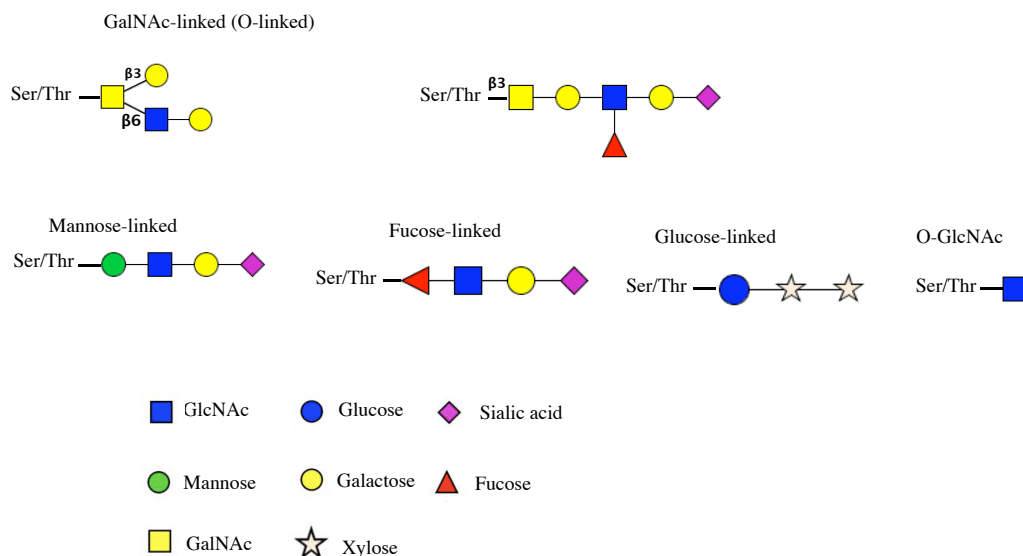 GalNAc-linked (O-linked)
β3
Ser/Thr
β6
β3
Ser/Thr
Mannose-linked
Ser/Thr
Fucose-linked
Ser/Thr
Glucose-linked
Ser/Thr
O-GlcNAc
Ser/Thr
GlcNAc
Glucose
Sialic acid
Mannose
Galactose
Fucose
GalNAc
Xylose